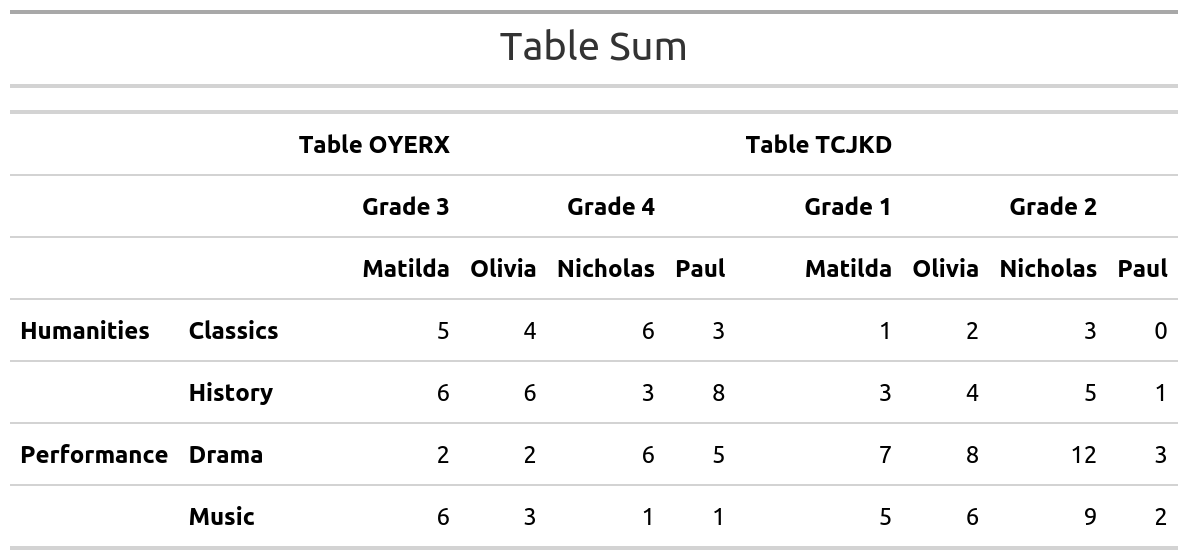 Table Sum
Table OYERX Table TCJKD
Grade 3 Grade 4 Grade 1 Grade 2
Matilda Olivia Nicholas Paul Matilda Olivia Nicholas Paul
Humanities Classics 5 4 6 3 1 2 3 0
History 6 6 3 8 3 4 5 1
Performance Drama 2 2 6 5 7 8 12 3
Music 6 3 1 1 5 6 9 2